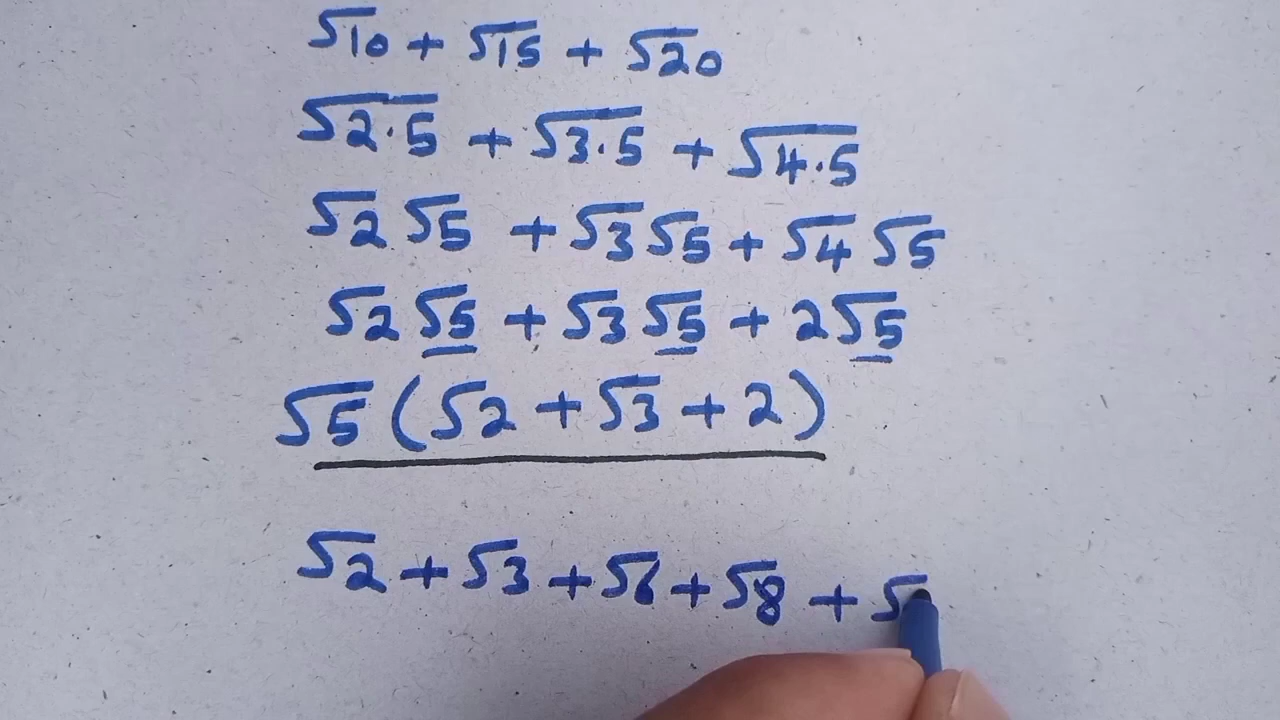 √10 + √15 + √20
√2·5 + √3·5 + √4·5
√2 √5 + √3 √5 + √4 √5
√2 √5 + √3 √5 + 2√5
√5 (√2 + √3 + 2)
√2 + √3 + √6 + √8 + √